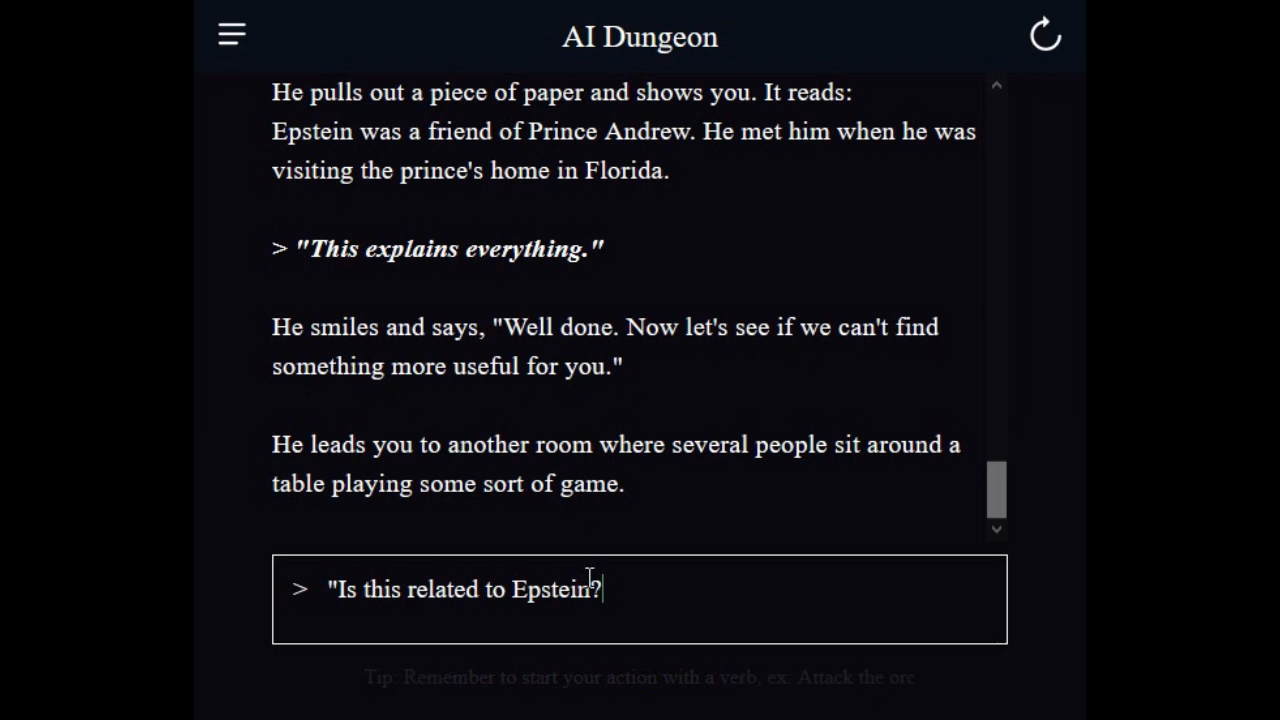 AI Dungeon
He pulls out a piece of paper and shows you. It reads:
Epstein was a friend of Prince Andrew. He met him when he was
visiting the prince's home in Florida.
> "This explains everything."
He smiles and says, "Well done. Now let's see if we can't find
something more useful for you."
He leads you to another room where several people sit around a
table playing some sort of game.
> "Is this related to Epstein?
Tip: Remember to start your action with a verb, ex: Attack the orc